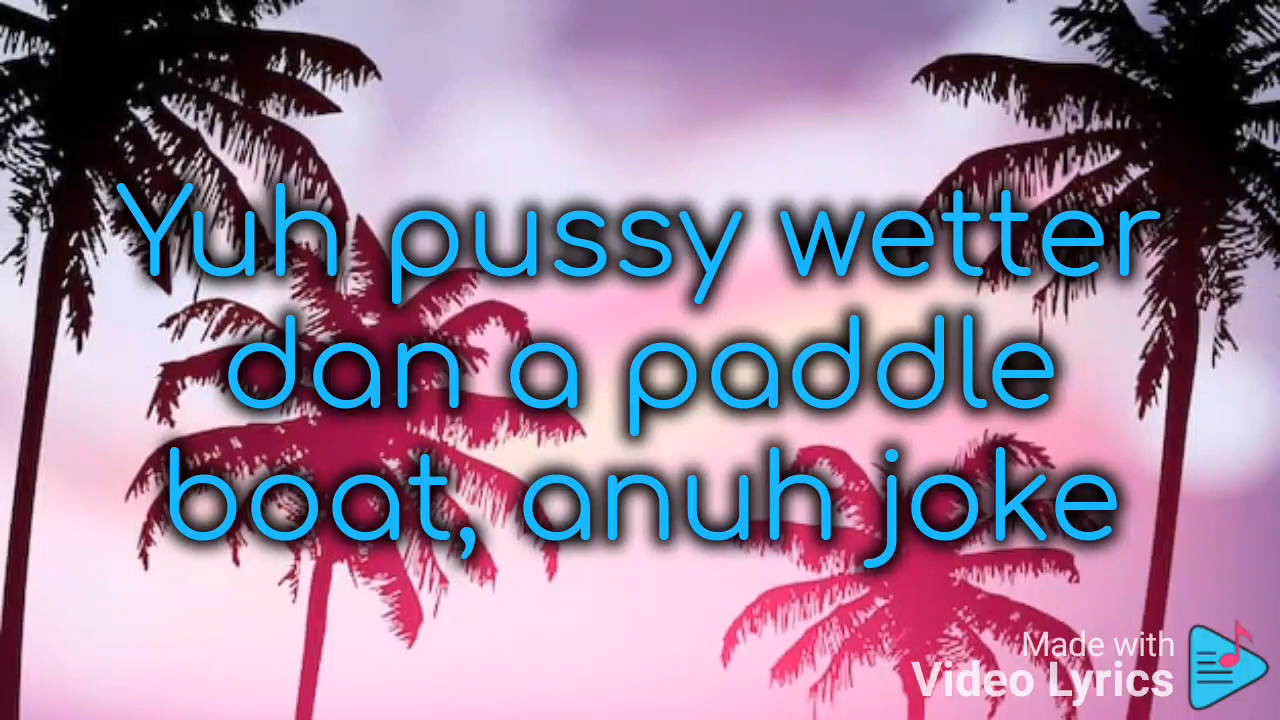 Yuh pussy wetter
dan a paddle
boat, anuh joke
Made with
Video Lyrics